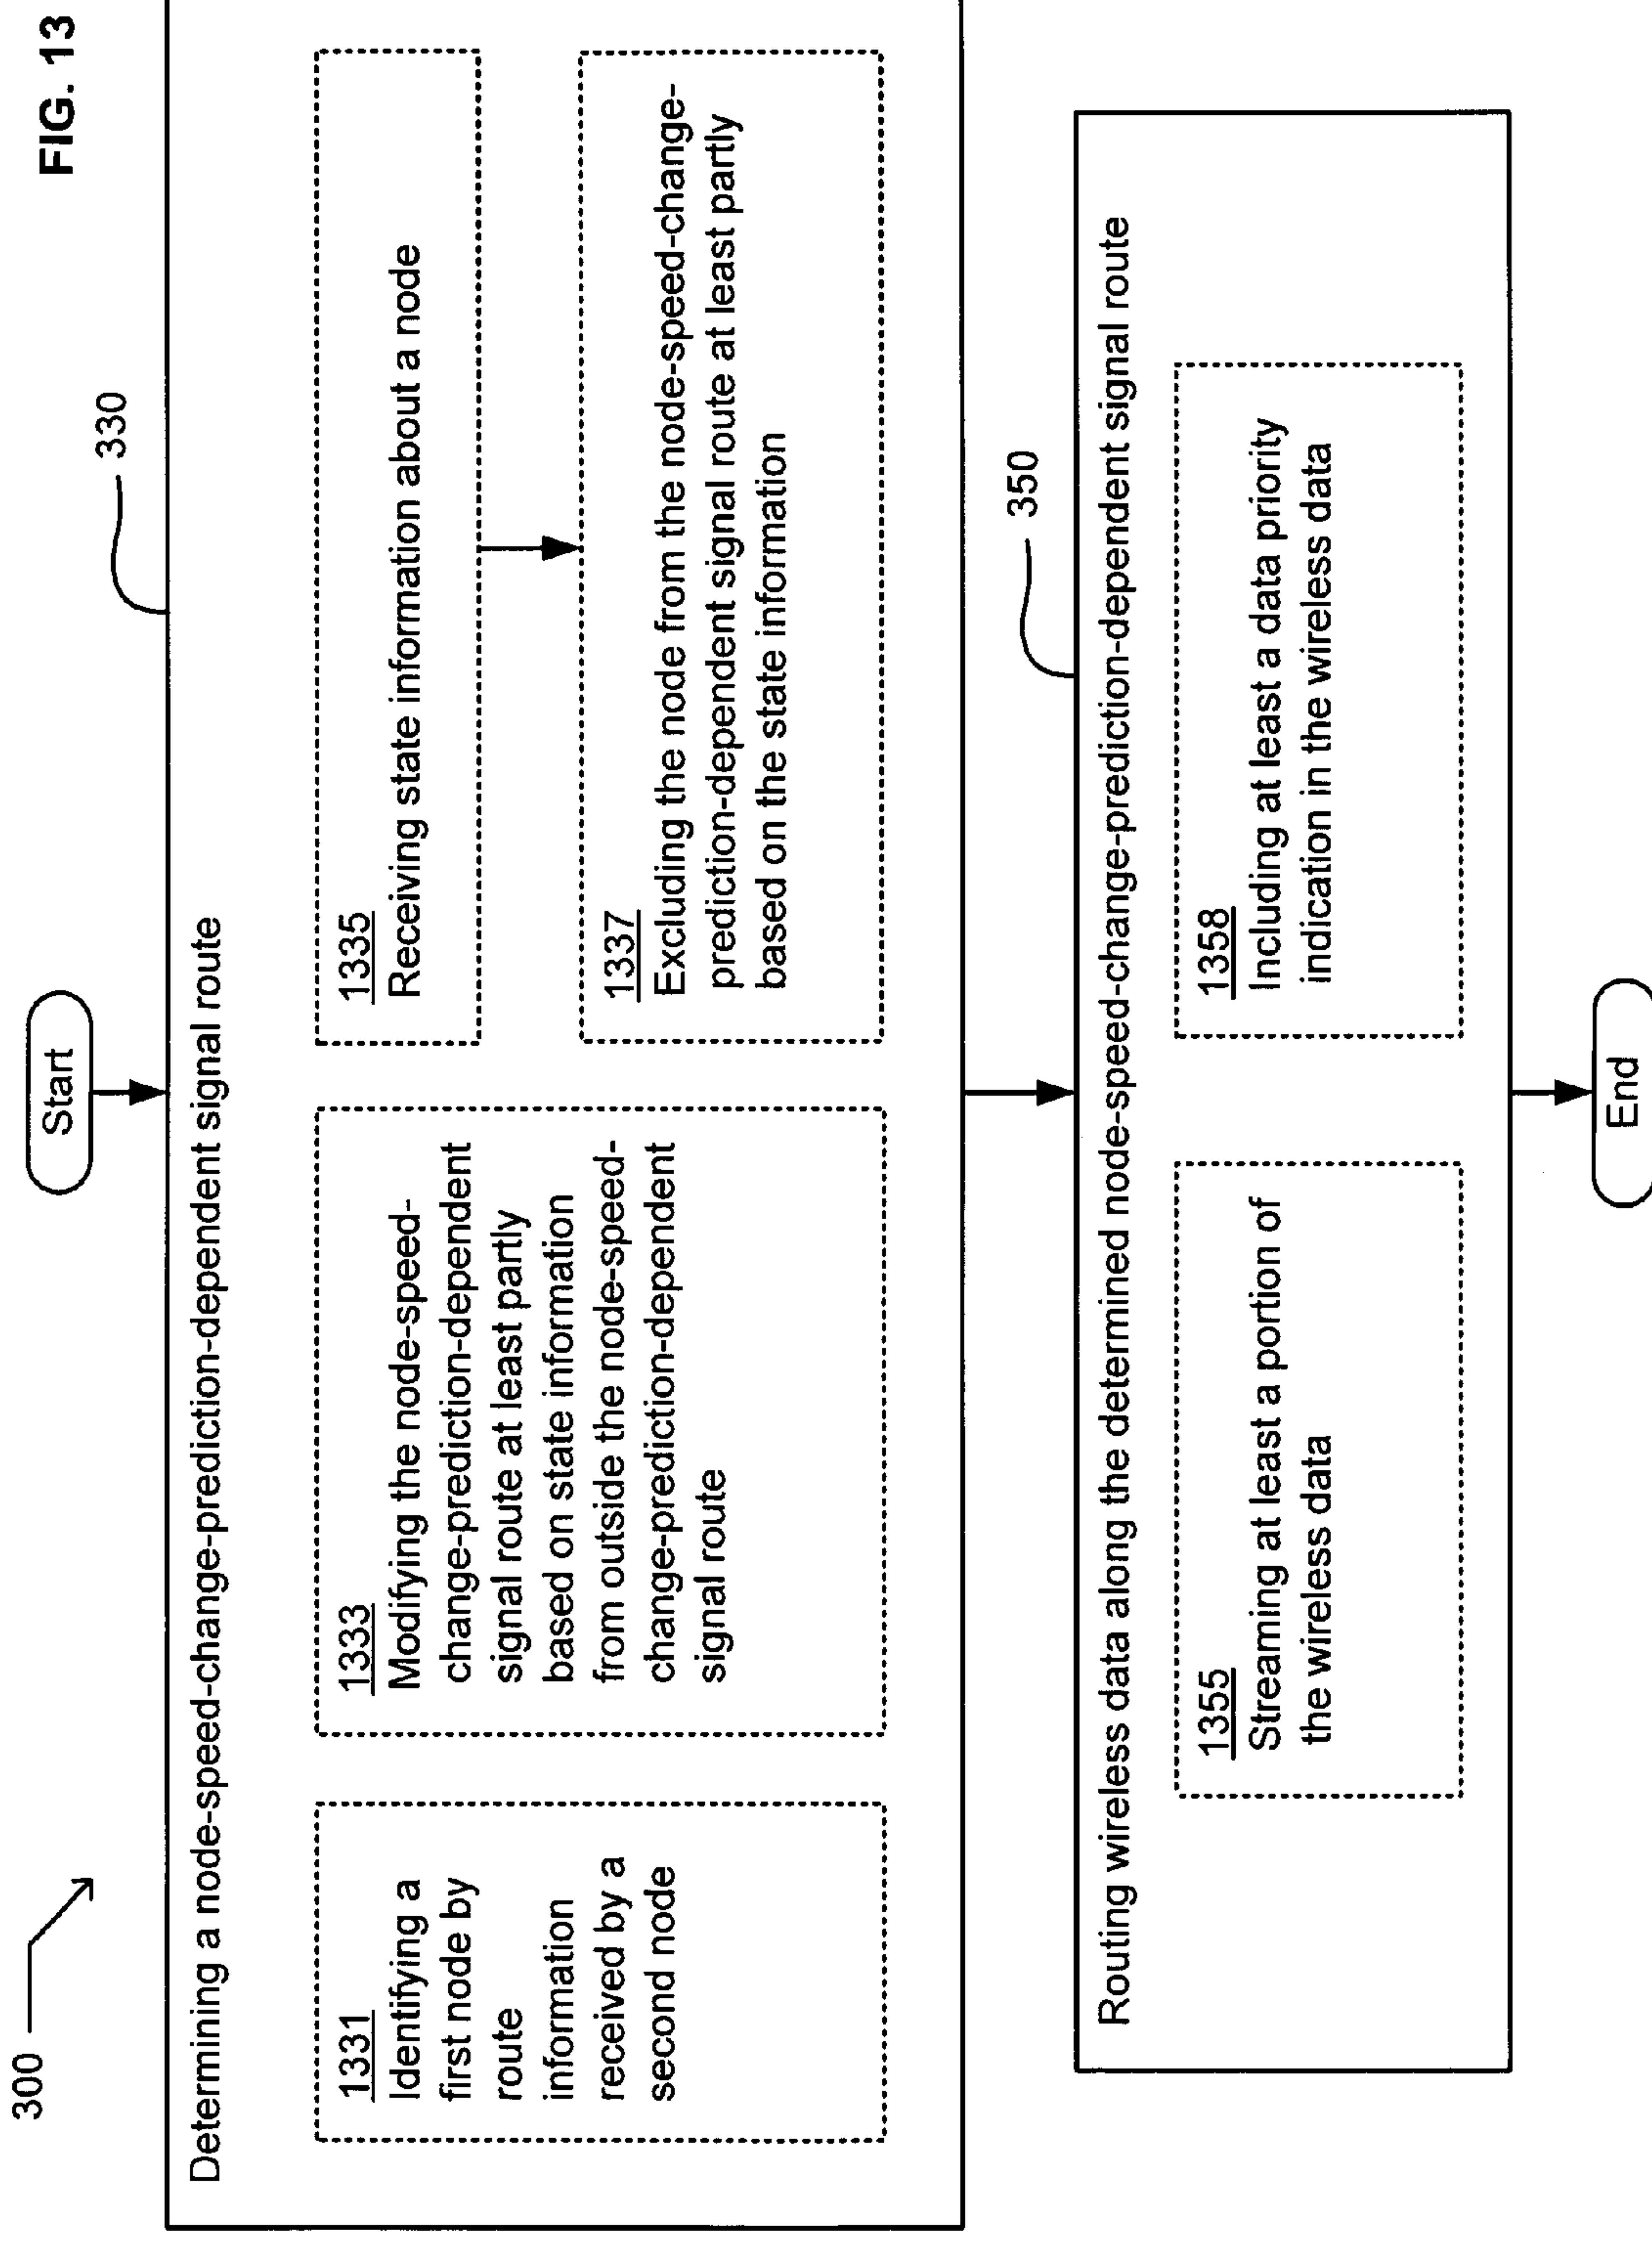 FIG. 13
300
Start
330
Determining a node-speed-change-prediction-dependent signal route
1331
Identifying a
first node by
route
information
received by a
second node
1333
Modifying the node-speed-
change-prediction-dependent
signal route at least partly
based on state information
from outside the node-speed-
change-prediction-dependent
signal route
1335
Receiving state information about a node
1337
Excluding the node from the node-speed-change-
prediction-dependent signal route at least partly
based on the state information
350
Routing wireless data along the determined node-speed-change-prediction-dependent signal route
1355
Streaming at least a portion of
the wireless data
1358
Including at least a data priority
indication in the wireless data
End